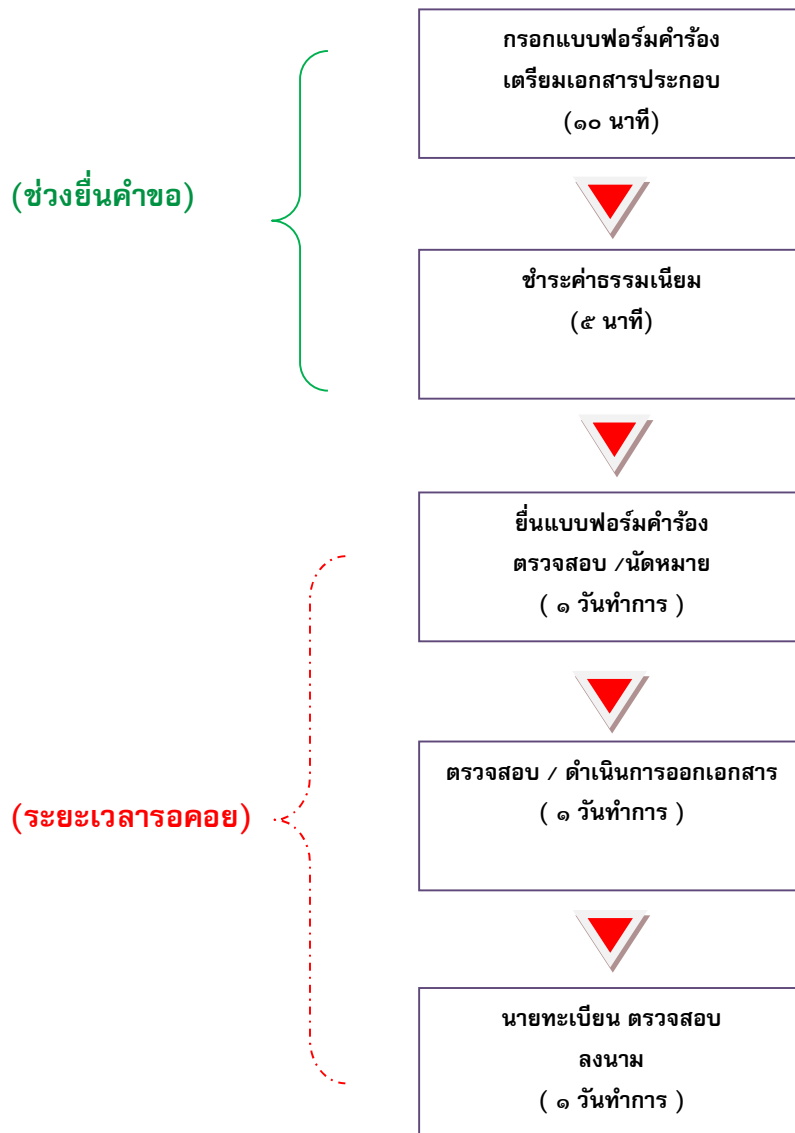 กรอกแบบฟอร์มคำร้อง
เตรียมเอกสารประกอบ
(๑๐ นาที)
(ช่วงยื่นคำขอ)
ชำระค่าธรรมเนียม
(๕ นาที)
ยื่นแบบฟอร์มคำร้อง
ตรวจสอบ /นัดหมาย
( ๑ วันทำการ )
ตรวจสอบ / ดำเนินการออกเอกสาร
( ๑ วันทำการ )
(ระยะเวลารอคอย)
นายทะเบียน ตรวจสอบ
ลงนาม
( ๑ วันทำการ )